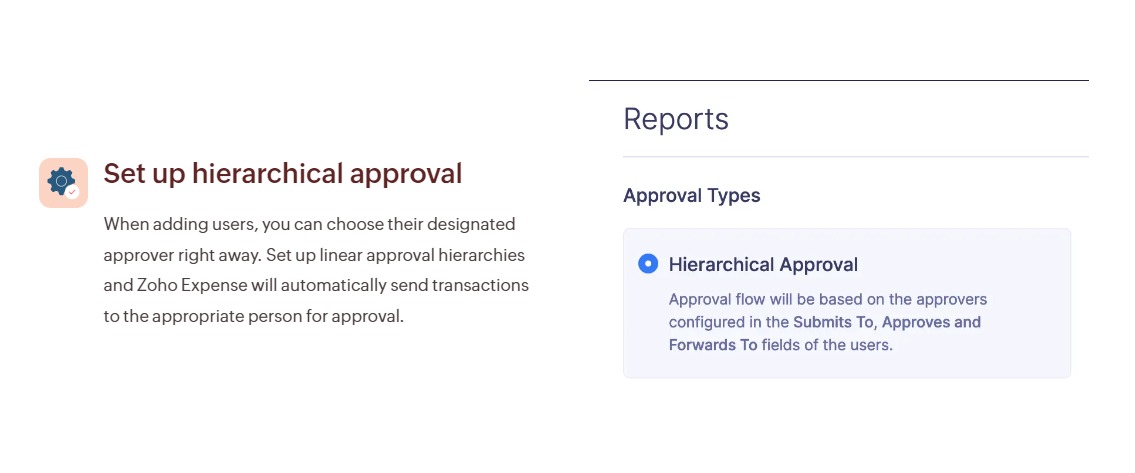 Set up hierarchical approval
When adding users, you can choose their designated
approver right away. Set up linear approval hierarchies
and Zoho Expense will automatically send transactions
to the appropriate person for approval.
Reports
Approval Types
Hierarchical Approval
Approval flow will be based on the approvers
configured in the Submits To, Approves and
Forwards To fields of the users.